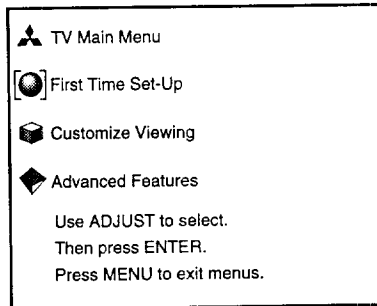 TV Main Menu
First Time Set-Up
Customize Viewing
Advanced Features
Use ADJUST to select.
Then press ENTER.
Press MENU to exit menus.